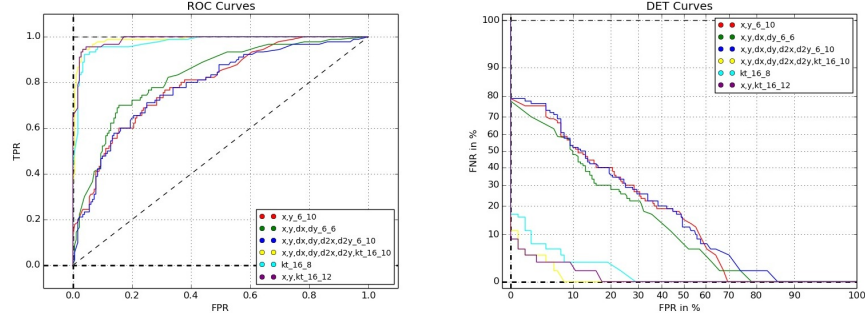 ROC Curves
1.0
0.8
0.6
0.4
0.2
0.0
TPR
0.0 0.2 0.4 0.6 0.8 1.0
FPR
x,y_6_10
x,y,dx,dy_6_6
x,y,dx,dy,d2x,d2y_6_10
x,y,dx,dy,d2x,d2y,kt_16_10
kt_16_8
x,y,kt_16_12
DET Curves
100
90
80
70
60
50
40
30
20
10
0
FNR in %
0 10 20 30 40 50 60 70 80 90 100
FPR in %
x,y_6_10
x,y,dx,dy_6_6
x,y,dx,dy,d2x,d2y_6_10
x,y,dx,dy,d2x,d2y,kt_16_10
kt_16_8
x,y,kt_16_12